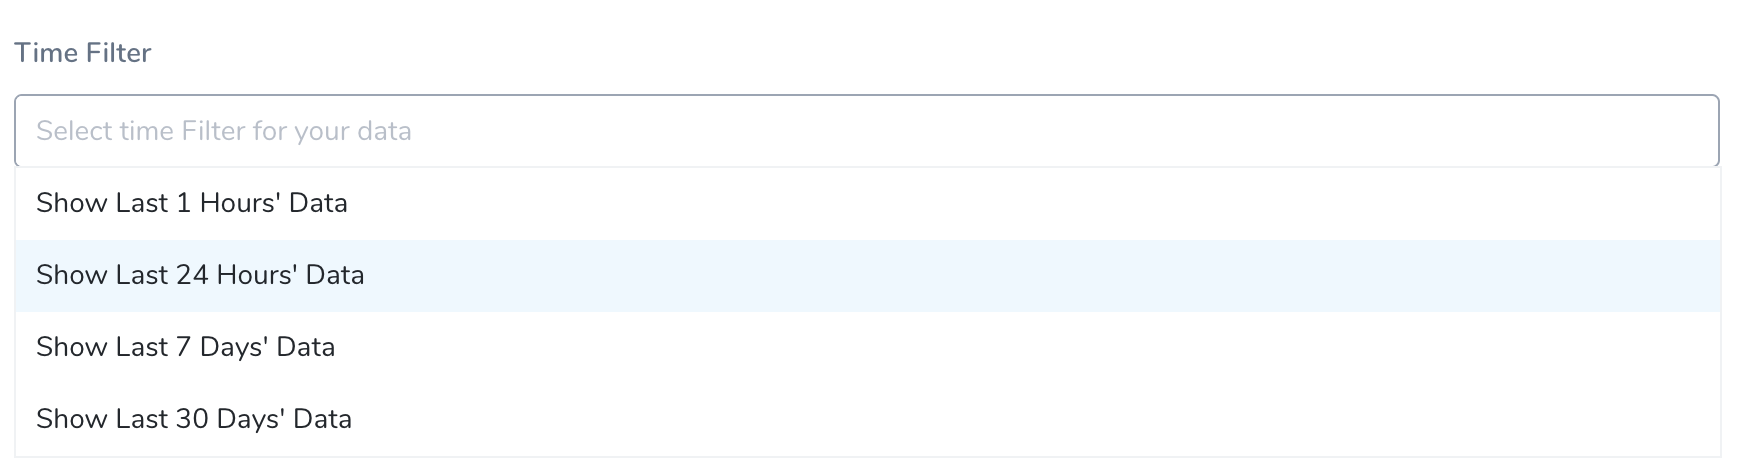 Time Filter
Select time Filter for your data
Show Last 1 Hours' Data
Show Last 24 Hours' Data
Show Last 7 Days' Data
Show Last 30 Days' Data